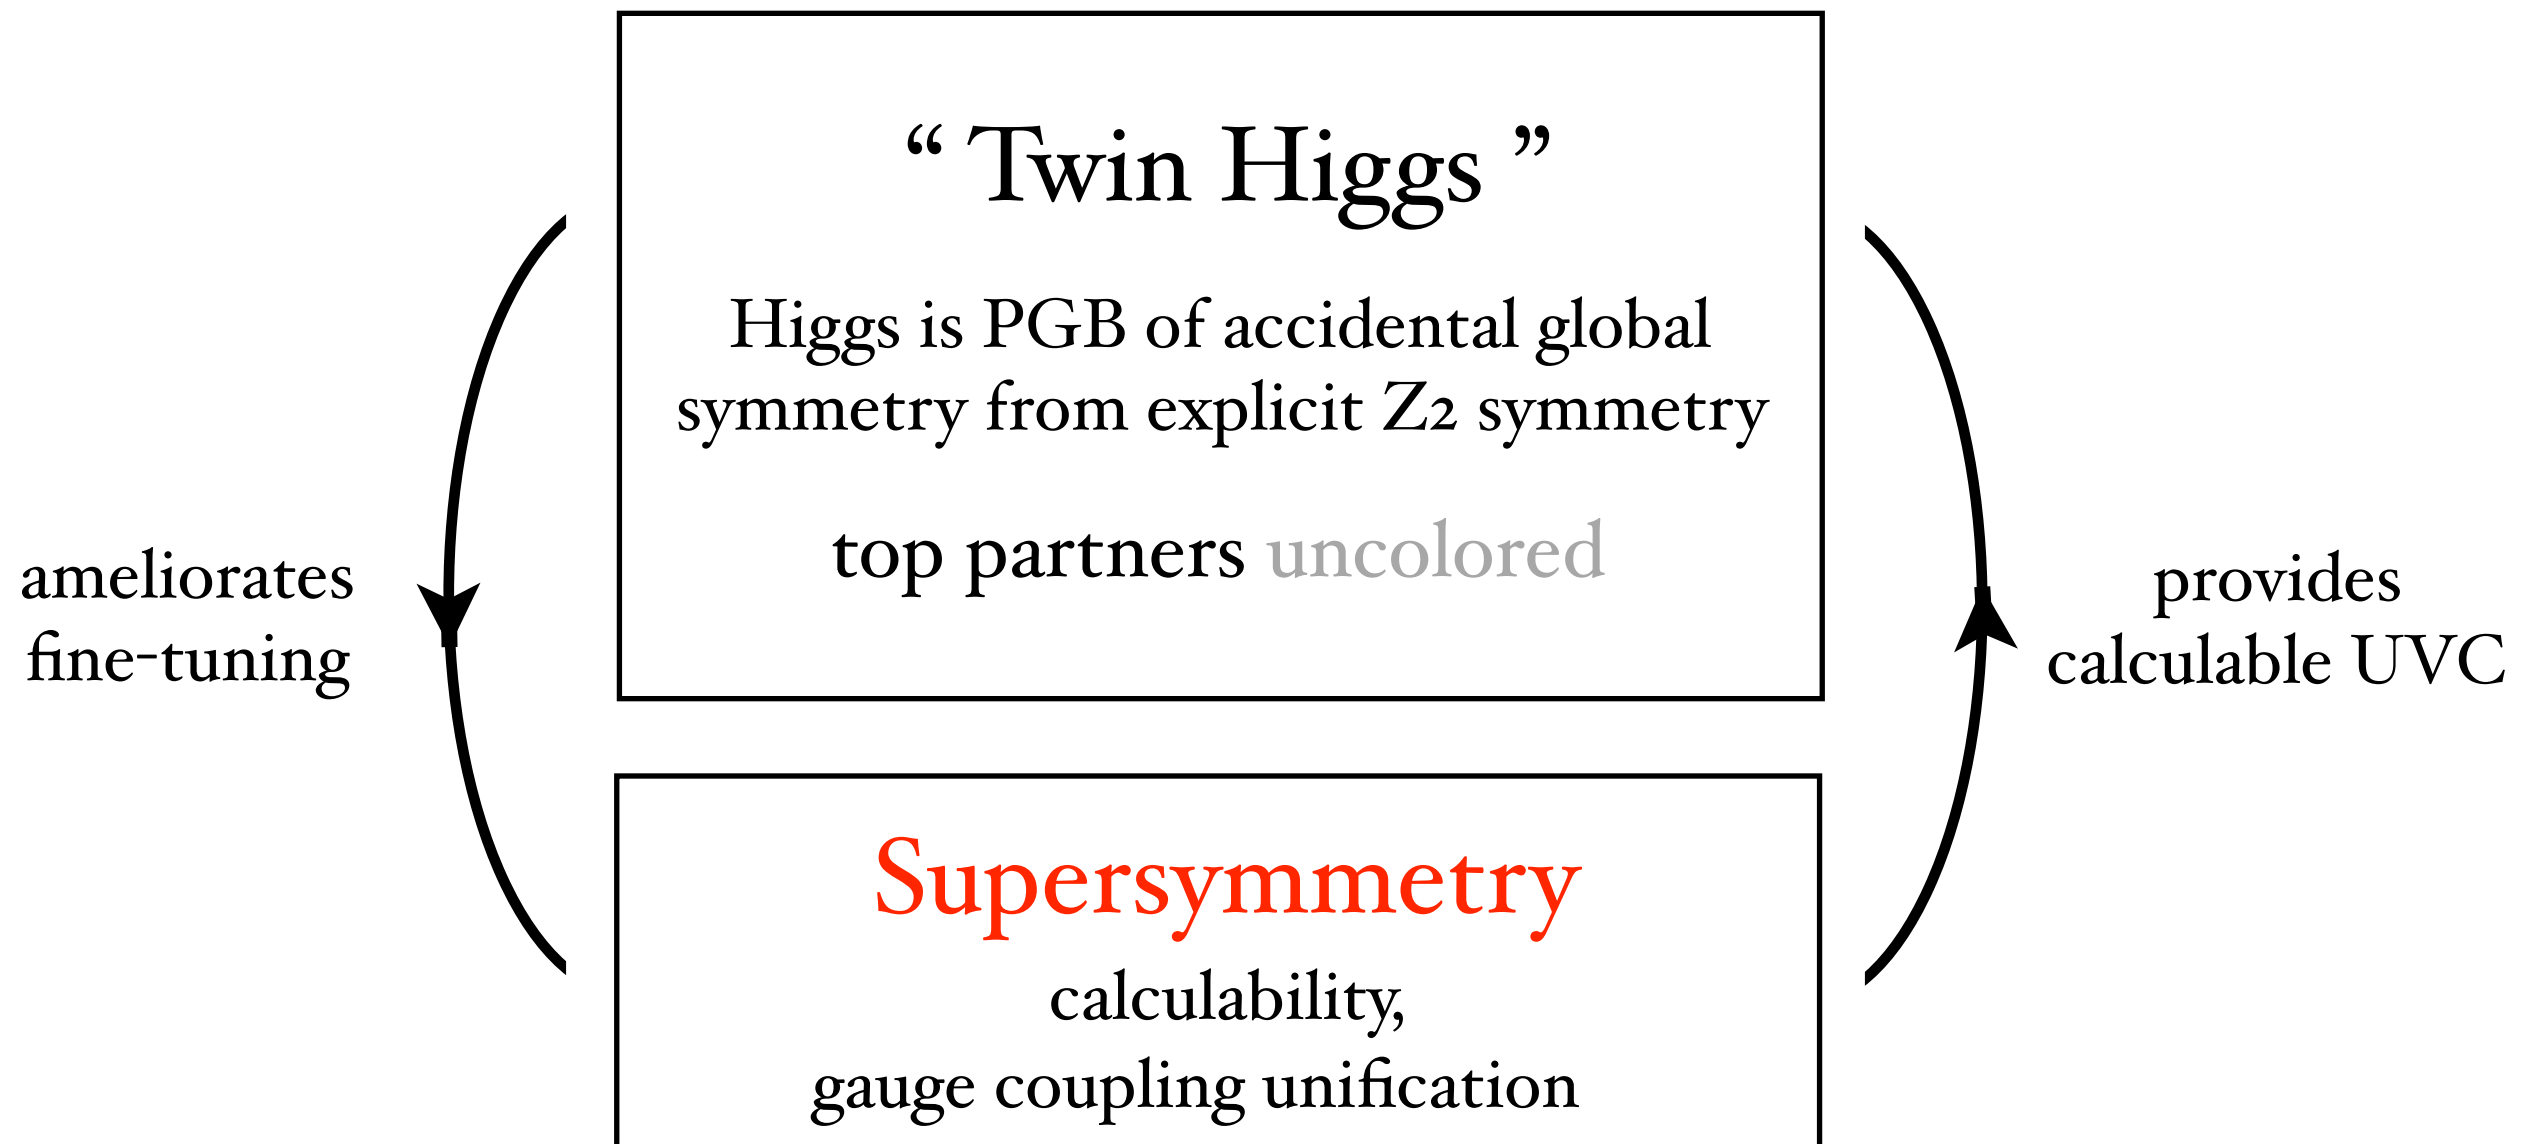 “ Twin Higgs ”
Higgs is PGB of accidental global
symmetry from explicit Z2 symmetry
top partners uncolored
ameliorates
fine-tuning
provides
calculable UVC
Supersymmetry
calculability,
gauge coupling unification